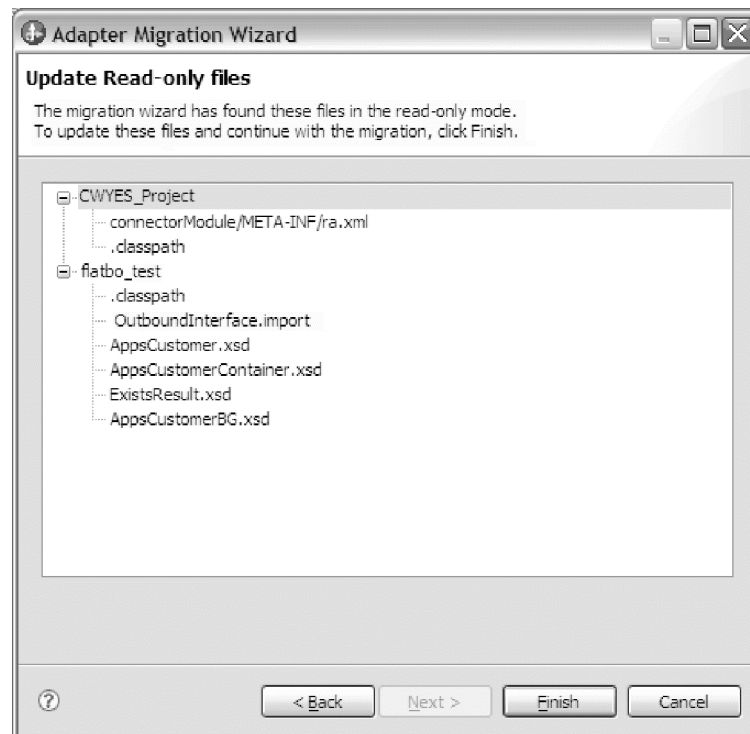 Adapter Migration Wizard
Update Read-only files
The migration wizard has found these files in the read-only mode.
To update these files and continue with the migration, click Finish.
CWYES_Project
connectorModule/META-INF/ra.xml
.classpath
flatbo_test
.classpath
OutboundInterface.import
AppsCustomer.xsd
AppsCustomerContainer.xsd
ExistsResult.xsd
AppsCustomerBG.xsd
? < Back Next > Finish Cancel